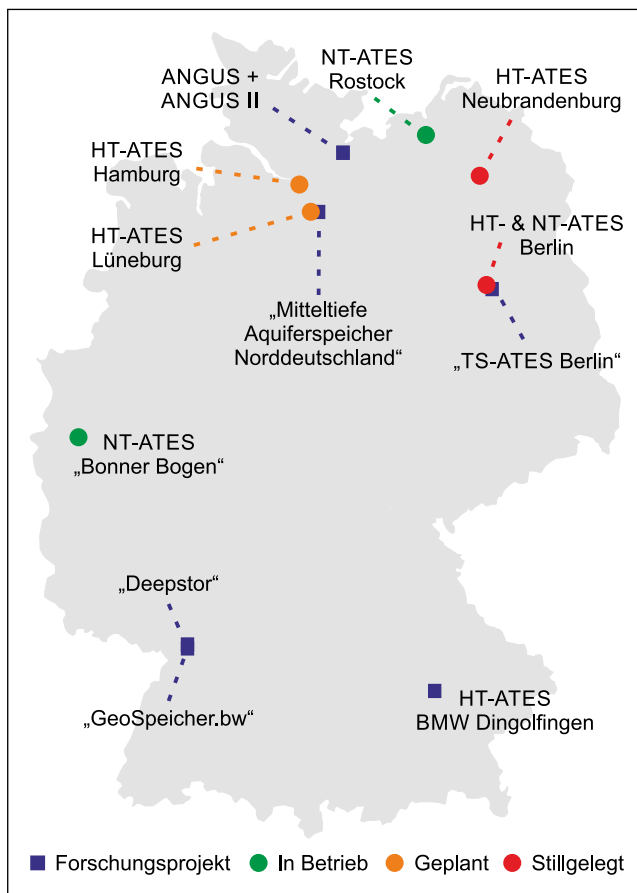 NT-ATES
Rostock
ANGUS +
ANGUS II
HT-ATES
Neubrandenburg
HT-ATES
Hamburg
HT-ATES
Lüneburg
HT- & NT-ATES
Berlin
„Mitteltiefe
Aquiferspeicher
Norddeutschland“
„TS-ATES Berlin“
NT-ATES
„Bonner Bogen“
„Deepstor“
„GeoSpeicher.bw“
HT-ATES
BMW Dingolfingen
Forschungsprojekt
In Betrieb
Geplant
Stillgelegt